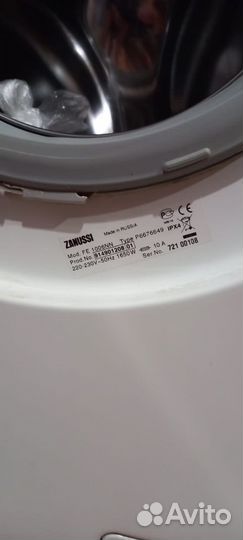 ZANUSSI Made in RUSSIA
Mod. FE 1006NN Type P6676649 IPX4
Prod.No. 914901208 01
220-230V~50Hz 1650W 10 A
Ser.No. 721 00108
Avito